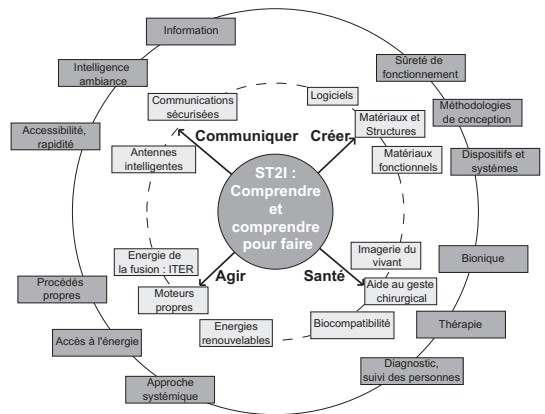 Information
Intelligence
ambiance
Accessibilité,
rapidité
Communications
sécurisées
Antennes
intelligentes
Communiquer
Logiciels
Sûreté de
fonctionnement
Méthodologies
de conception
Dispositifs et
systèmes
Matériaux et
Structures
Matériaux
fonctionnels
Créer
ST2I :
Comprendre
et
comprendre
pour faire
Energie de
la fusion : ITER
Moteurs
propres
Energies
renouvelables
Agir
Procédés
propres
Accès à l'énergie
Approche
systémique
Santé
Imagerie du
vivant
Aide au geste
chirurgical
Biocompatibilité
Bionique
Thérapie
Diagnostic,
suivi des personnes